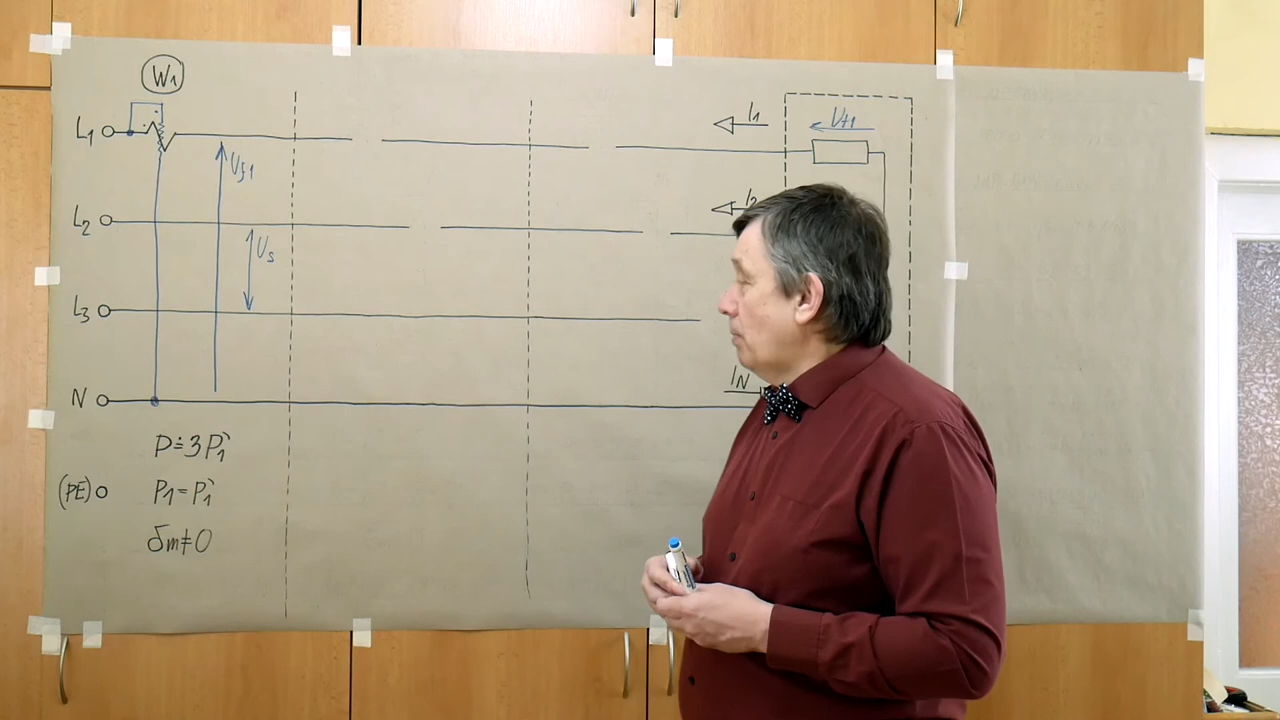 W1
L1
I1
Uf1
Uf1
L2
I2
Us
L3
N
IN
P≐3P1`
(PE)
P1=P1`
δm≠0